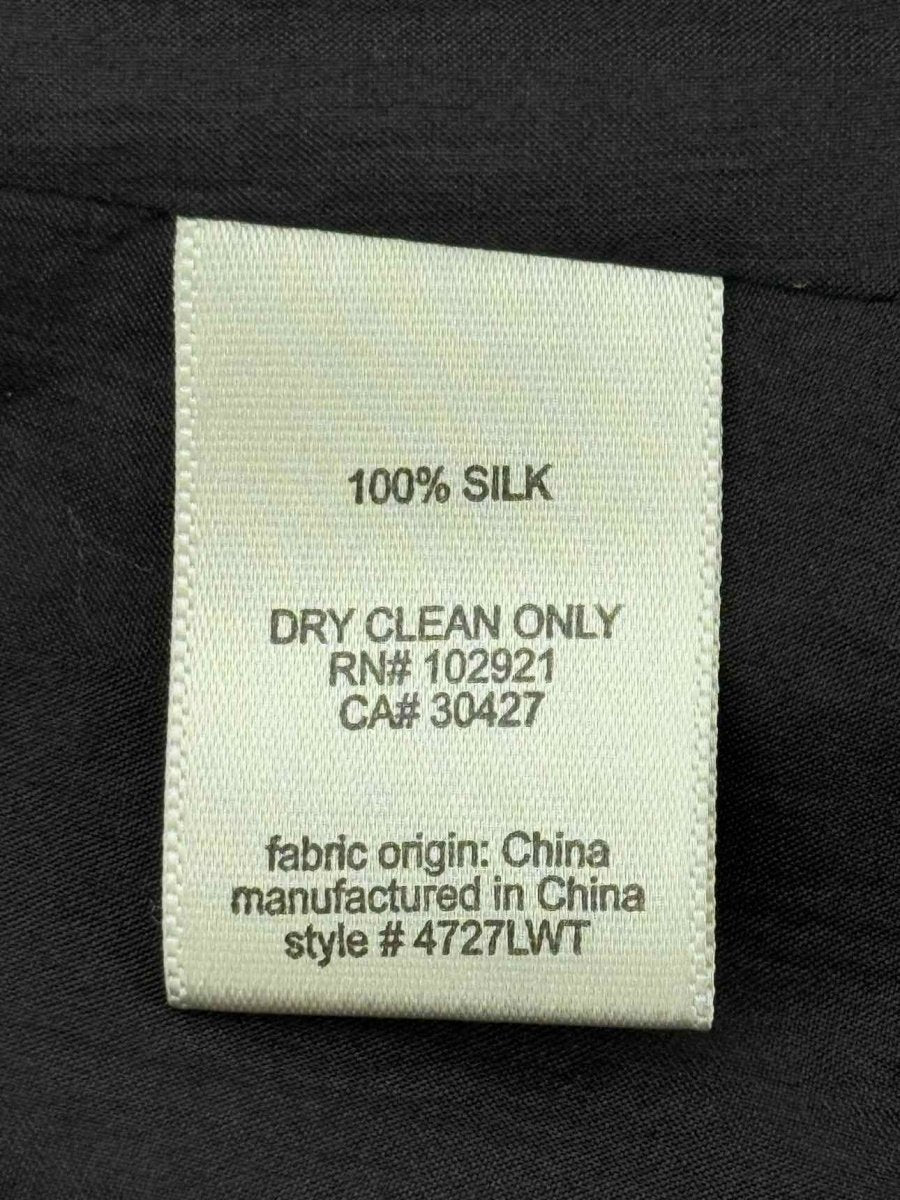 100% SILK
DRY CLEAN ONLY
RN# 102921
CA# 30427
fabric origin: China
manufactured in China
style # 4727LWT